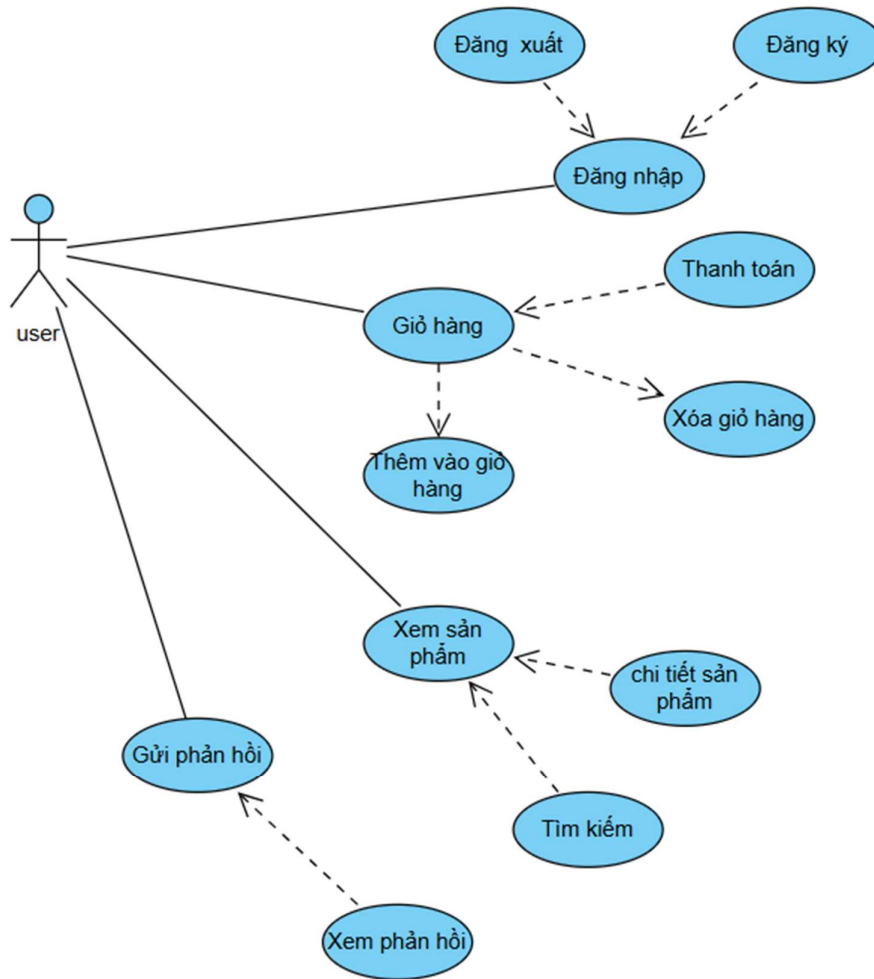 Đăng xuất
Đăng ký
Đăng nhập
user
Thanh toán
Giỏ hàng
Xóa giỏ hàng
Thêm vào giỏ
hàng
Xem sản
phẩm
chi tiết sản
phẩm
Gửi phản hồi
Tìm kiếm
Xem phản hồi